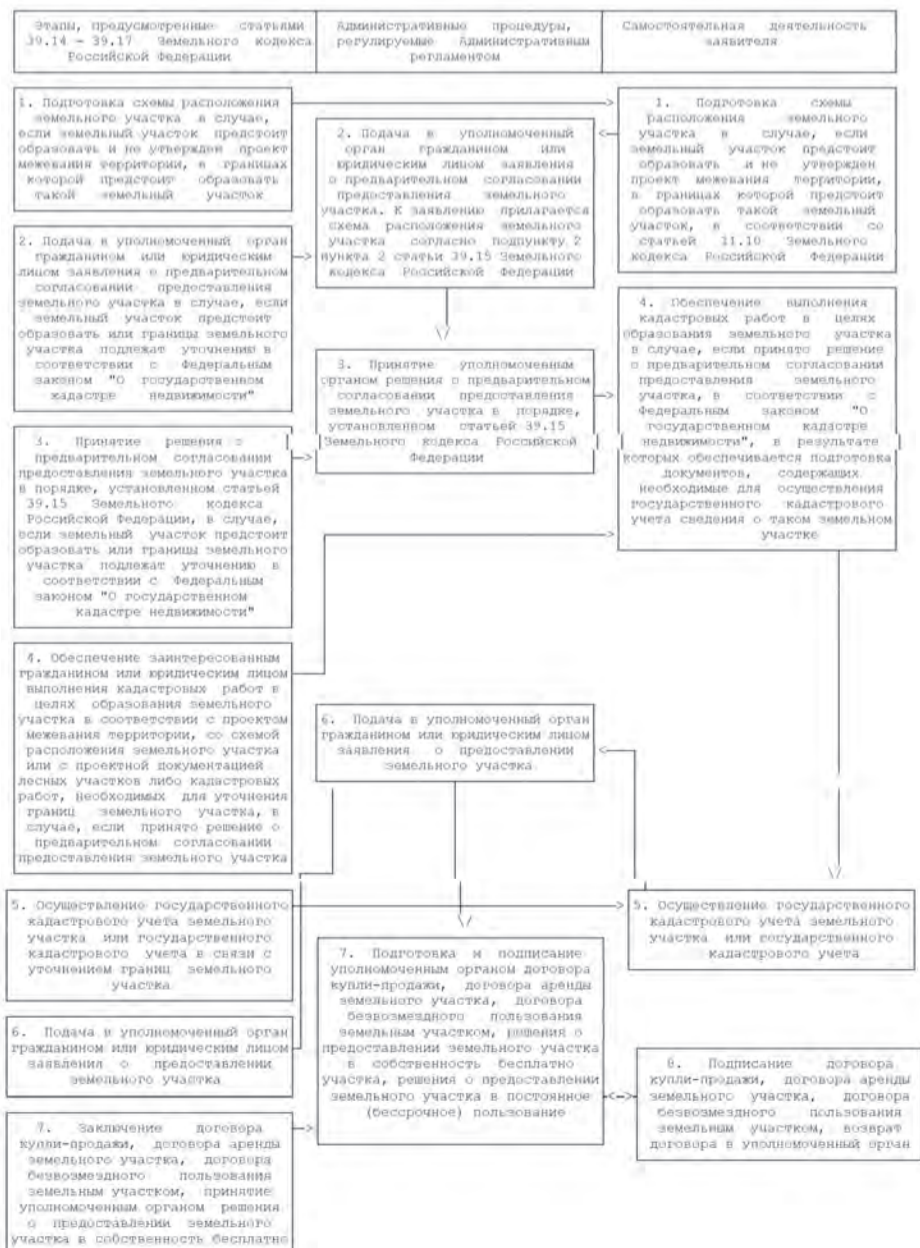 Этапы, предусмотренные статьями
39.14 – 39.17 Земельного кодекса
Российской Федерации
Административные процедуры,
регулируемые Административным
регламентом
Самостоятельная деятельность
заявителя
1. Подготовка схемы расположения
земельного участка в случае,
если земельный участок предстоит
образовать и не утвержден проект
межевания территории, в границах
которой предстоит образовать
такой земельный участок
2. Подача в уполномоченный орган
гражданином или юридическим
лицом заявления о предварительном
согласовании предоставления
земельного участка в случае, если
земельный участок предстоит
образовать или границы земельного
участка подлежат уточнению в
соответствии с Федеральным
законом "О государственном
кадастре недвижимости"
3. Принятие решения о
предварительном согласовании
предоставления земельного участка
в порядке, установленном статьей
39.15 Земельного кодекса
Российской Федерации, в случае,
если земельный участок предстоит
образовать или границы земельного
участка подлежат уточнению в
соответствии с Федеральным
законом "О государственном
кадастре недвижимости"
4. Обеспечение заинтересованным
гражданином или юридическим лицом
выполнения кадастровых работ в
целях образования земельного
участка в соответствии с проектом
межевания территории, со схемой
расположения земельного участка
или с проектной документацией
лесных участков либо кадастровых
работ, необходимых для уточнения
границ земельного участка, в
случае, если принято решение о
предварительном согласовании
предоставления земельного участка
5. Осуществление государственного
кадастрового учета земельного
участка или государственного
кадастрового учета в связи с
уточнением границ земельного
участка
6. Подача в уполномоченный орган
гражданином или юридическим лицом
заявления о предоставлении
земельного участка
7. Заключение договора
купли-продажи, договора аренды
земельного участка, договора
безвозмездного пользования
земельным участком, принятие
уполномоченным органом решения
о предоставлении земельного
участка в собственность бесплатно
2. Подача в уполномоченный
орган гражданином или
юридическим лицом заявления
о предварительном согласовании
предоставления земельного
участка. К заявлению прилагается
схема расположения земельного
участка согласно подпункту 2
пункта 2 статьи 39.15 Земельного
кодекса Российской Федерации
3. Принятие уполномоченным
органом решения о предварительном
согласовании предоставления
земельного участка в порядке,
установленном статьей 39.15
Земельного кодекса Российской
Федерации
6. Подача в уполномоченный орган
гражданином или юридическим лицом
заявления о предоставлении
земельного участка
7. Подготовка и подписание
уполномоченным органом договора
купли-продажи, договора аренды
земельного участка, договора
безвозмездного пользования
земельным участком, решения о
предоставлении земельного участка
в собственность бесплатно
участка, решения о предоставлении
земельного участка в постоянное
(бессрочное) пользование
1. Подготовка схемы
расположения земельного
участка в случае, если
земельный участок предстоит
образовать и не утвержден
проект межевания территории,
в границах которой предстоит
образовать такой земельный
участок, в соответствии со
статьей 11.10 Земельного
кодекса Российской Федерации
4. Обеспечение выполнения
кадастровых работ в целях
образования земельного участка
в случае, если принято решение
о предварительном согласовании
предоставления земельного
участка, в соответствии с
Федеральным законом "О
государственном кадастре
недвижимости", в результате
которых обеспечивается подготовка
документов, содержащих
необходимые для осуществления
государственного кадастрового
учета сведения о таком земельном
участке
5. Осуществление государственного
кадастрового учета земельного
участка или государственного
кадастрового учета
8. Подписание договора
купли-продажи, договора аренды
земельного участка, договора
безвозмездного пользования
земельным участком, возврат
договора в уполномоченный орган